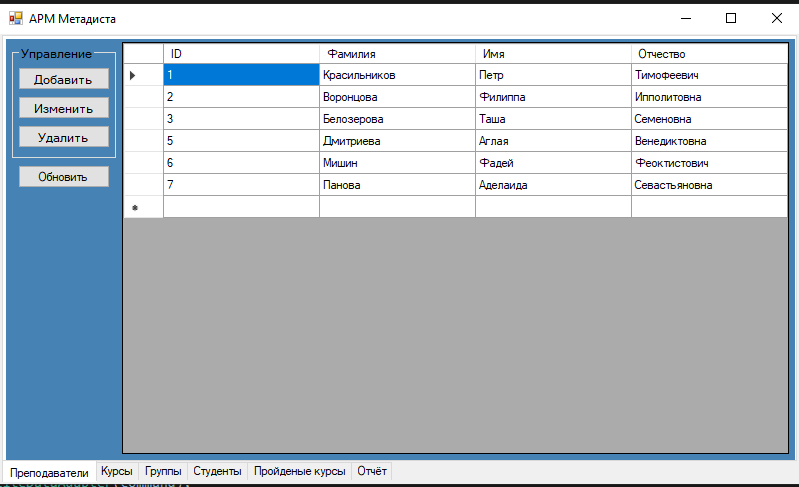 АРМ Метадиста
Управление
Добавить
Изменить
Удалить
Обновить
ID Фамилия Имя Отчество
1 Красильников Петр Тимофеевич
2 Воронцова Филиппа Ипполитовна
3 Белозерова Таша Семеновна
5 Дмитриева Аглая Венедиктовна
6 Мишин Фадей Феоктистович
7 Панова Аделаида Севастьяновна
Преподаватели Курсы Группы Студенты Пройденые курсы Отчёт